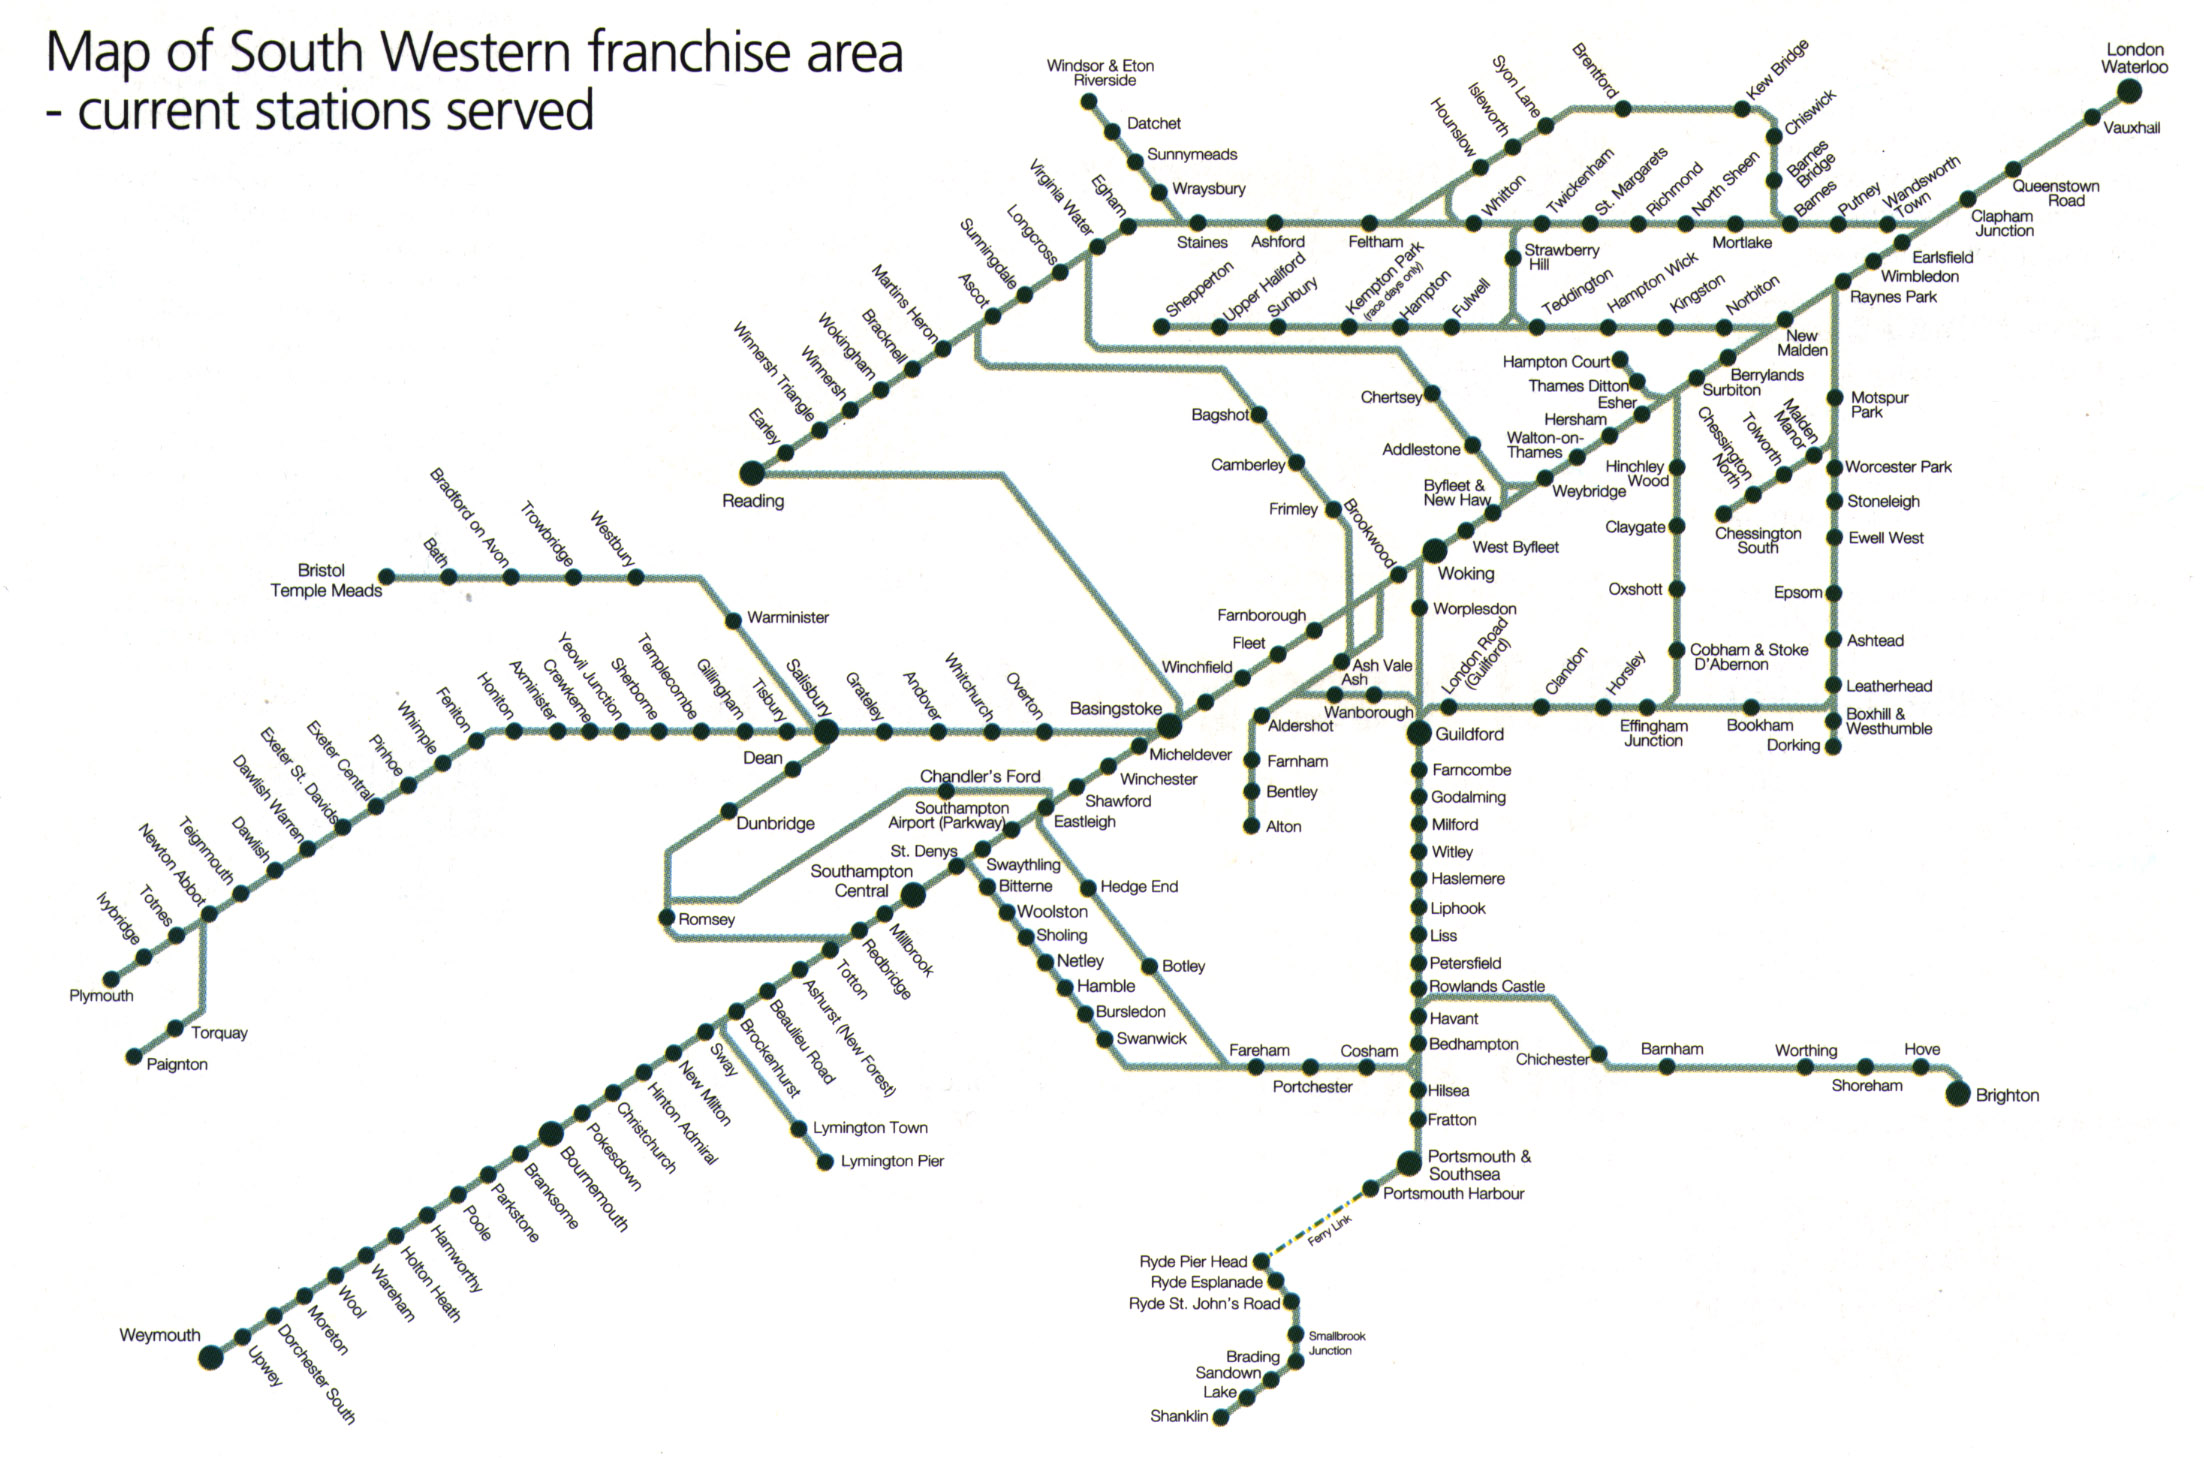 Map of South Western franchise area
- current stations served
London
Waterloo
Vauxhall
Queenstown
Road
Clapham
Junction
Windsor & Eton
Riverside
Datchet
Sunnymeads
Wraysbury
Hounslow
Isleworth
Syon Lane
Brentford
Kew Bridge
Chiswick
Barnes
Bridge
Barnes
Putney
Wandsworth
Town
Virginia Water
Egham
Staines
Ashford
Feltham
Whitton
Twickenham
St. Margarets
Richmond
North Sheen
Mortlake
Strawberry
Hill
Earlsfield
Wimbledon
Raynes Park
Shepperton
Upper Haliford
Sunbury
Kempton Park
(race days only)
Hampton
Fulwell
Teddington
Hampton Wick
Kingston
Norbiton
New
Malden
Longcross
Sunningdale
Ascot
Martins Heron
Bracknell
Wokingham
Winnersh
Winnersh Triangle
Earley
Reading
Hampton Court
Thames Ditton
Esher
Hersham
Walton-on-
Thames
Berrylands
Surbiton
Weybridge
Byfleet &
New Haw
West Byfleet
Woking
Brookwood
Chertsey
Addlestone
Bagshot
Camberley
Frimley
Motspur
Park
Malden
Manor
Tolworth
Chessington
North
Chessington
South
Worcester Park
Stoneleigh
Ewell West
Epsom
Ashtead
Leatherhead
Boxhill &
Westhumble
Dorking
Hinchley
Wood
Claygate
Oxshott
Cobham & Stoke
D'Abernon
Worplesdon
London Road
(Guilford)
Clandon
Horsley
Effingham
Junction
Bookham
Bristol
Temple Meads
Bath
Bradford on Avon
Trowbridge
Westbury
Warminister
Farnborough
Fleet
Winchfield
Basingstoke
Ash Vale
Ash
Wanborough
Aldershot
Farnham
Bentley
Alton
Guildford
Farncombe
Godalming
Milford
Witley
Haslemere
Liphook
Liss
Petersfield
Rowlands Castle
Havant
Bedhampton
Hilsea
Fratton
Portsmouth &
Southsea
Portsmouth Harbour
Ferry Link
Ryde Pier Head
Ryde Esplanade
Ryde St. John's Road
Smallbrook
Junction
Brading
Sandown
Lake
Shanklin
Chichester
Barnham
Worthing
Shoreham
Hove
Brighton
Overton
Whitchurch
Andover
Grateley
Salisbury
Tisbury
Gillingham
Templecombe
Sherborne
Yeovil Junction
Crewkerne
Axminister
Honiton
Feniton
Whimple
Pinhoe
Exeter Central
Exeter St. Davids
Dawlish Warren
Dawlish
Teignmouth
Newton Abbot
Totnes
Ivybridge
Plymouth
Torquay
Paignton
Dean
Dunbridge
Romsey
Chandler's Ford
Micheldever
Winchester
Shawford
Eastleigh
Southampton
Airport (Parkway)
Swaythling
St. Denys
Southampton
Central
Bitterne
Woolston
Sholing
Netley
Hamble
Bursledon
Swanwick
Hedge End
Botley
Fareham
Portchester
Cosham
Millbrook
Redbridge
Totton
Ashurst (New Forest)
Beaulieu Road
Brockenhurst
Lymington Town
Lymington Pier
Sway
New Milton
Hinton Admiral
Christchurch
Pokesdown
Bournemouth
Branksome
Parkstone
Poole
Hamworthy
Holton Heath
Wareham
Wool
Moreton
Dorchester South
Upwey
Weymouth